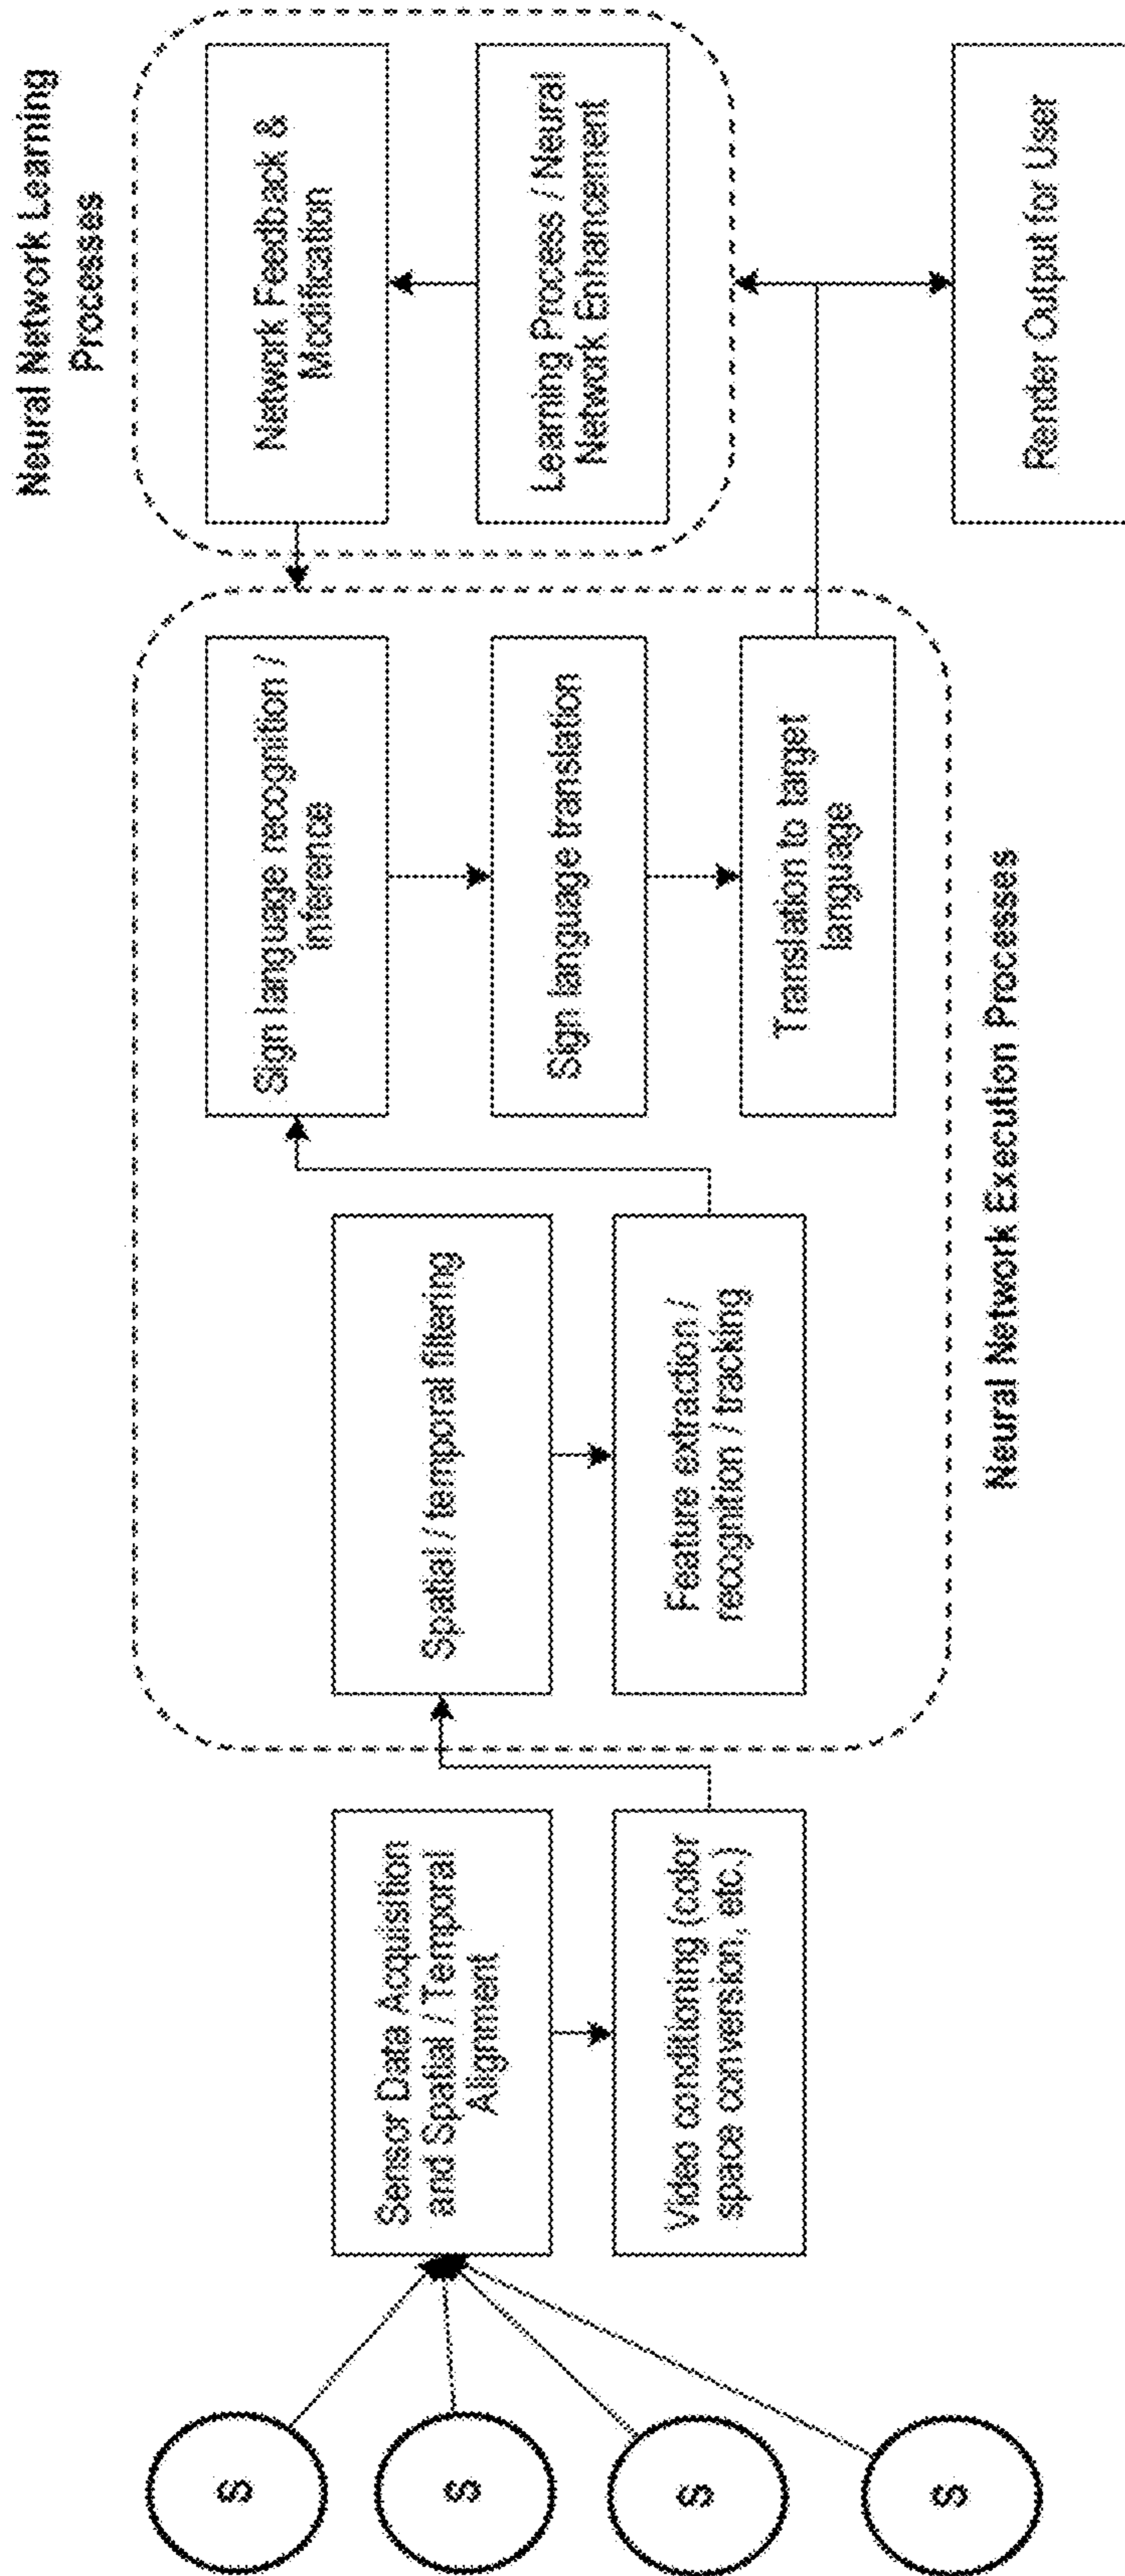 S
S
S
S
Sensor Data Acquisition
and Spatial / Temporal
Alignment
Video conditioning (color
space conversion, etc.)
Spatial / temporal filtering
Feature extraction /
recognition / tracking
Sign language recognition /
inference
Sign language translation
Translation to target
language
Neural Network Execution Processes
Neural Network Learning
Processes
Network Feedback &
Modification
Learning Process / Neural
Network Enhancement
Render Output for User